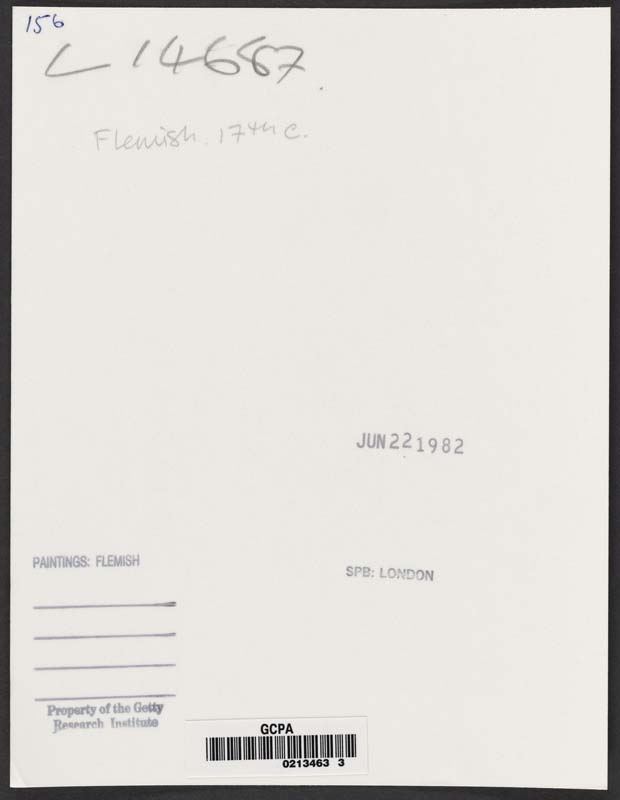 156
L 14667.
Flemish. 17th c.
JUN 22 1982
PAINTINGS: FLEMISH
SPB: LONDON
Property of the Getty
Research Institute
GCPA
0213463 3